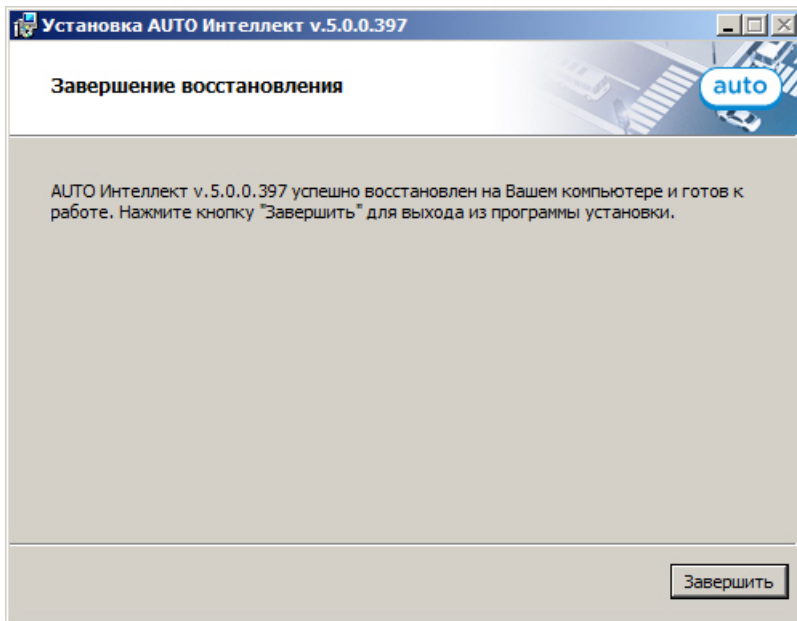 Установка AUTO Интеллект v.5.0.0.397
Завершение восстановления
auto
AUTO Интеллект v.5.0.0.397 успешно восстановлен на Вашем компьютере и готов к
работе. Нажмите кнопку "Завершить" для выхода из программы установки.
Завершить